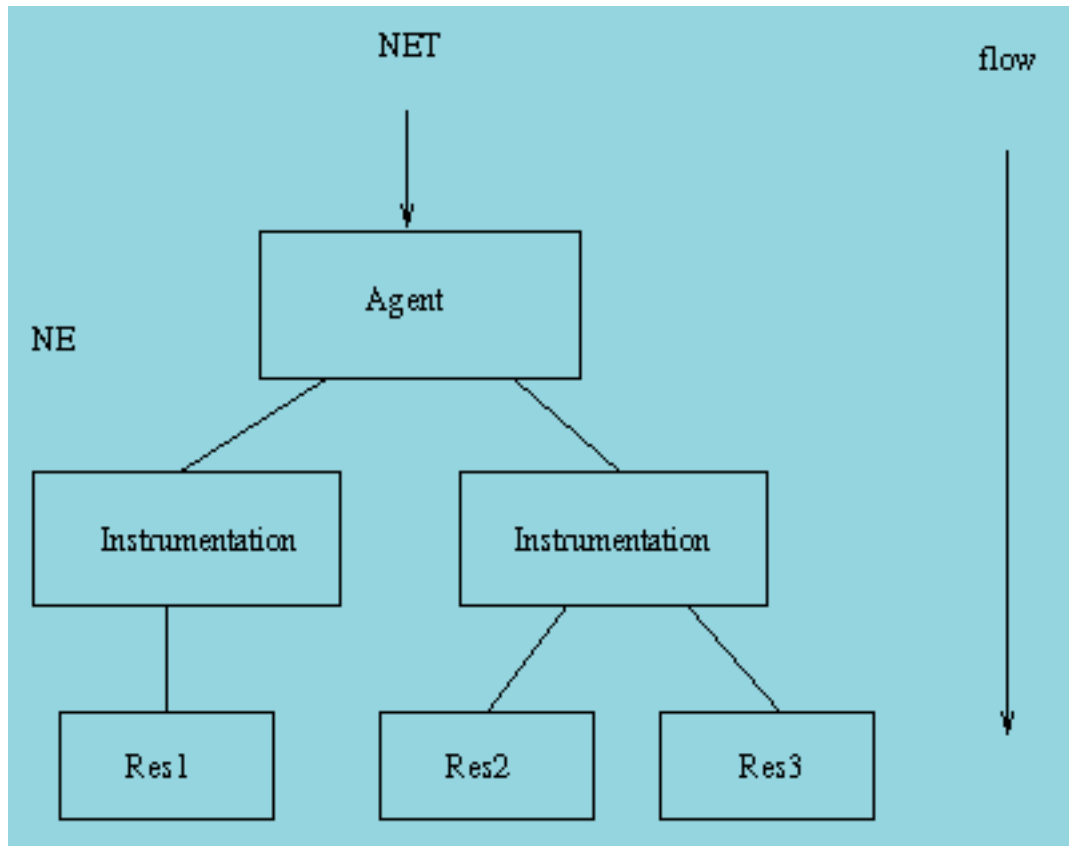 NET
flow
Agent
NE
Instrumentation
Instrumentation
Res1
Res2
Res3